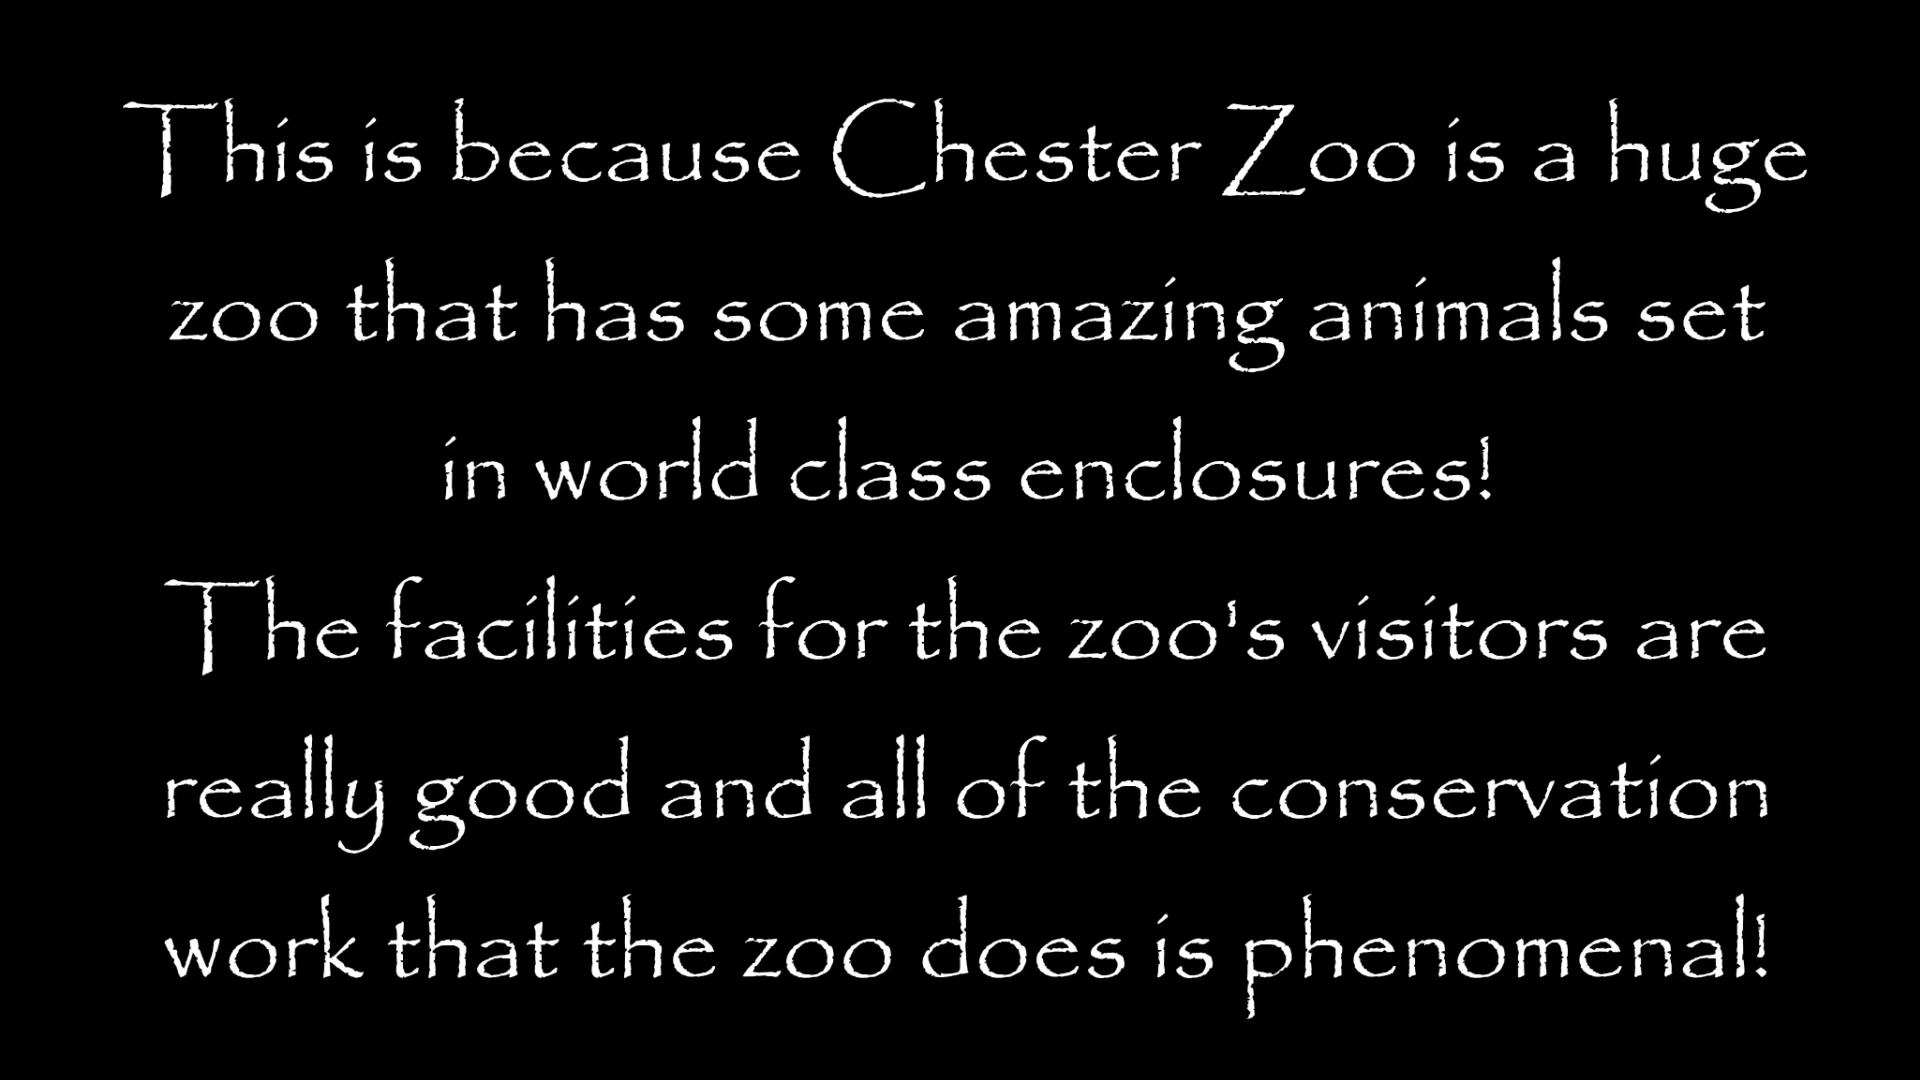 This is because Chester Zoo is a huge
zoo that has some amazing animals set
in world class enclosures!
The facilities for the zoo's visitors are
really good and all of the conservation
work that the zoo does is phenomenal!